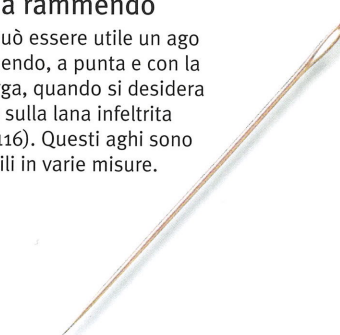 a rammendo
uò essere utile un ago
endo, a punta e con la
ga, quando si desidera
sulla lana infeltrita
116). Questi aghi sono
ili in varie misure.